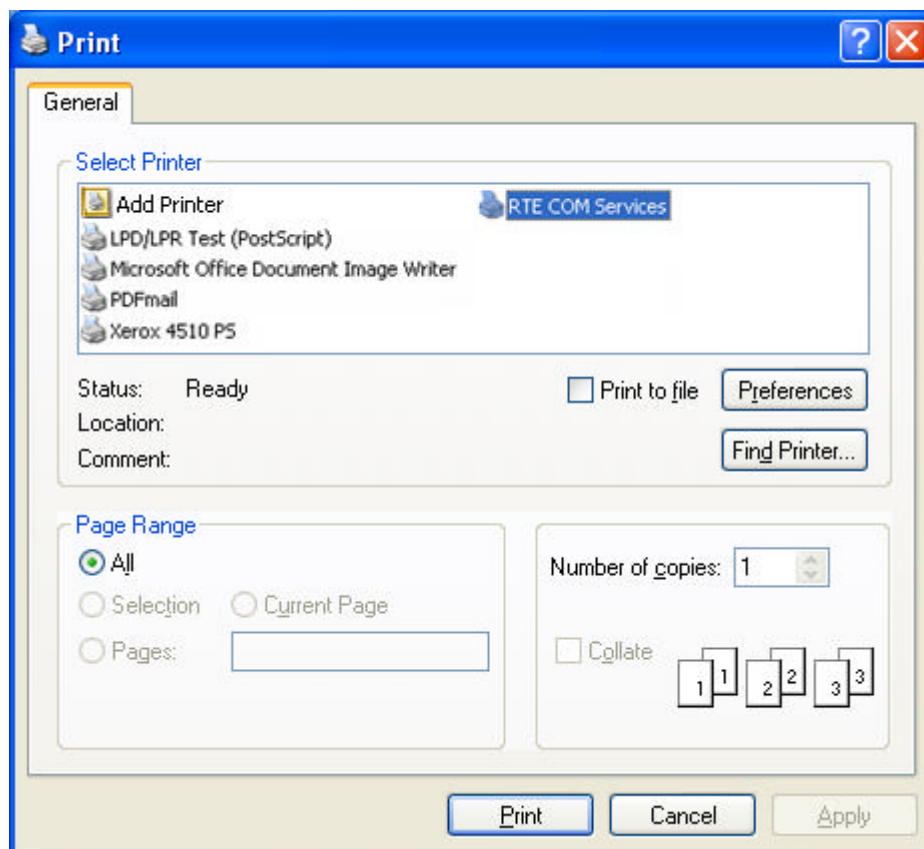 Print
General
Select Printer
Add Printer
RTE COM Services
LPD/LPR Test (PostScript)
Microsoft Office Document Image Writer
PDFmail
Xerox 4510 PS
Status: Ready
Print to file
Preferences
Location:
Comment:
Find Printer...
Page Range
All
Number of copies: 1
Selection
Current Page
Pages:
Collate
1 1 2 2 3 3
Print
Cancel
Apply